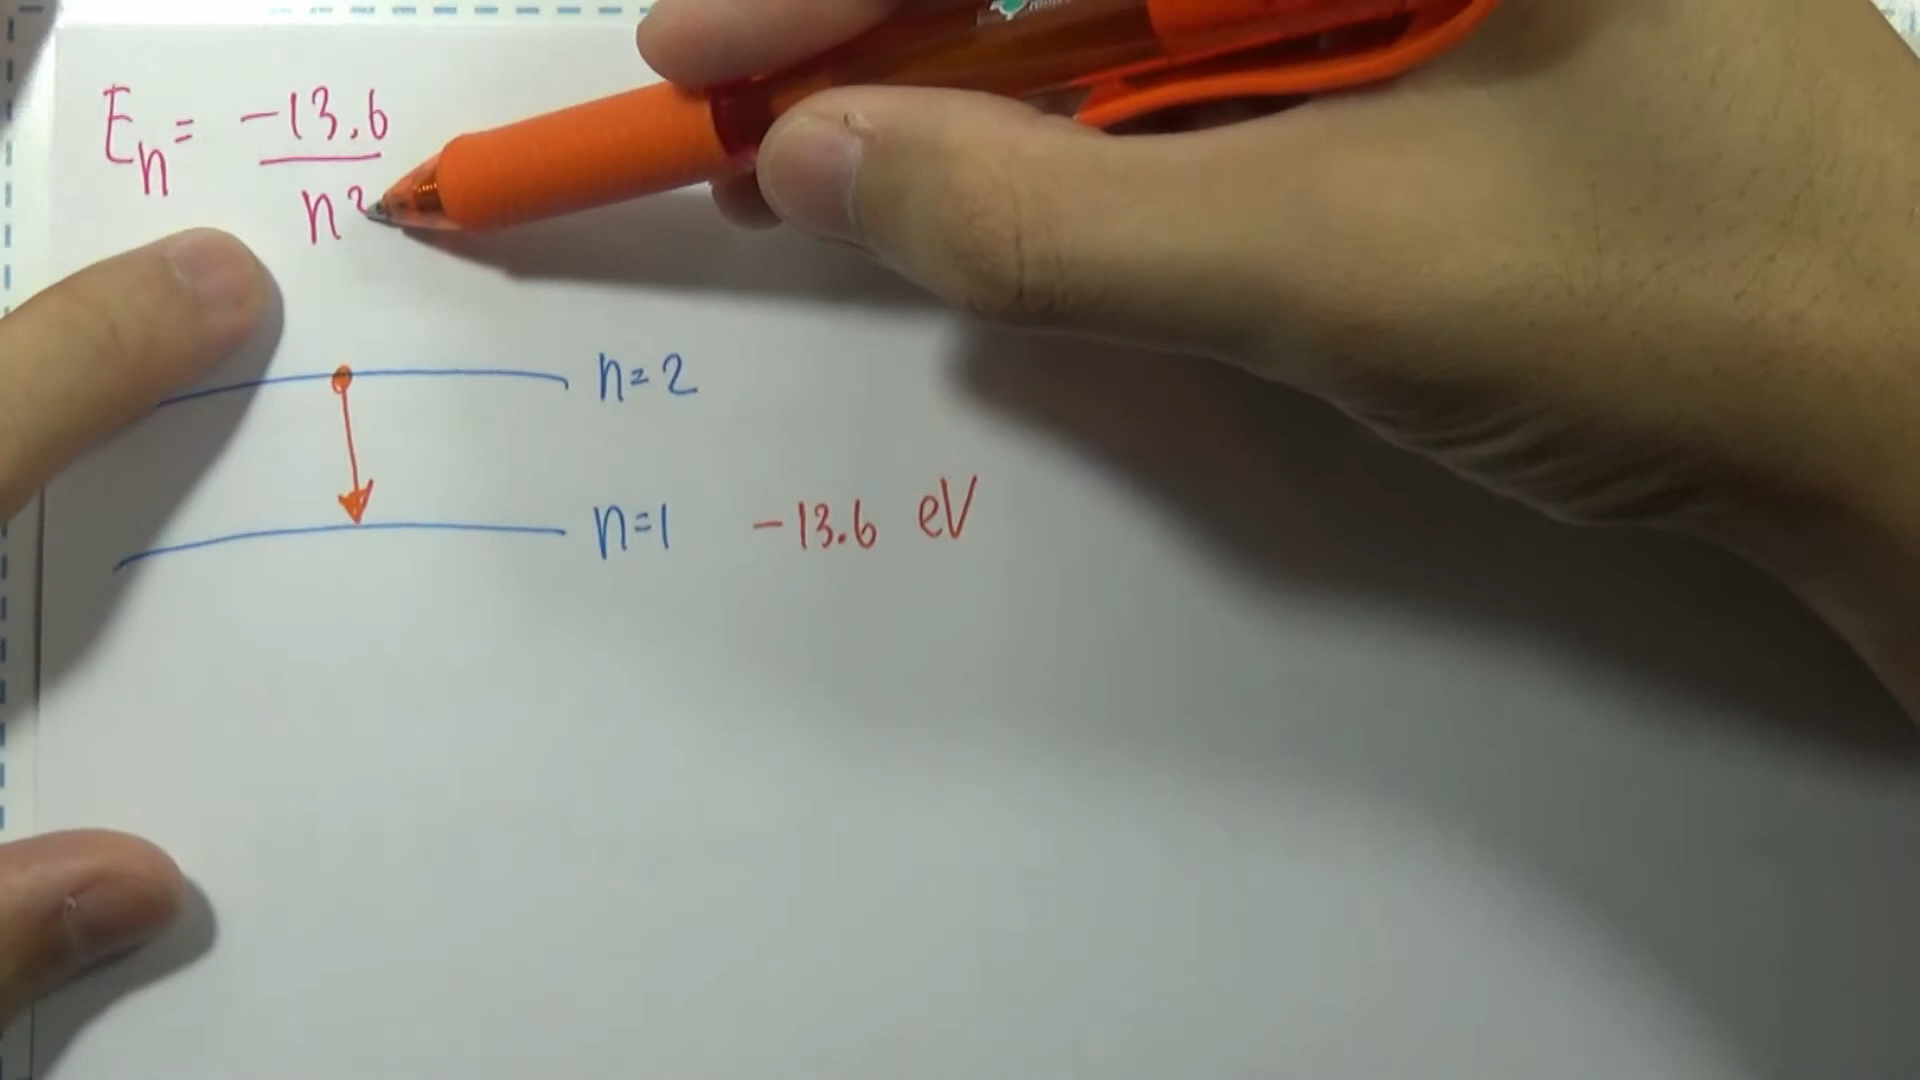 En = -13.6
n²
n=2
n=1 -13.6 eV